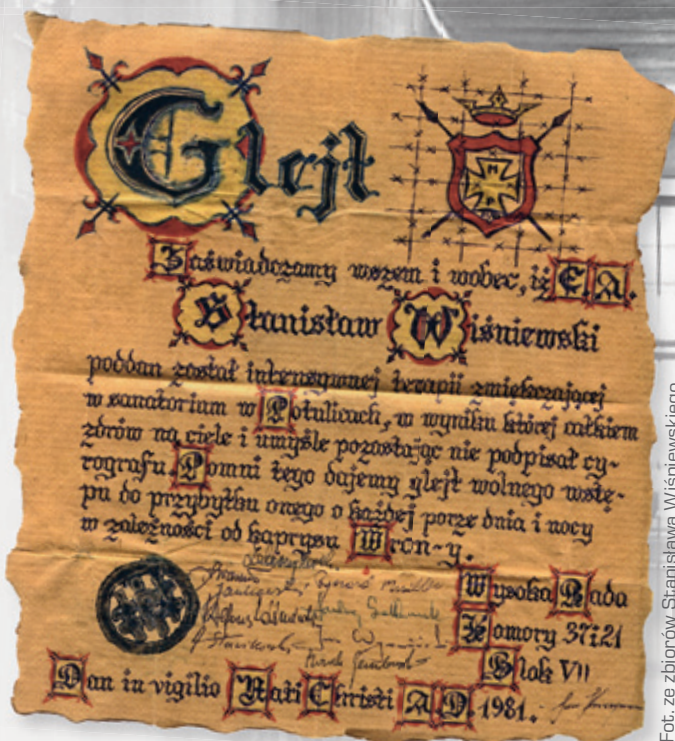 Glejt
Zaświadczamy wszem i wobec, iż E.A.
Stanisław Wiśniewski
poddan został intensywnej terapii zmiękczającej
w sanatorium w Potulicach, w wyniku której całkiem
zdrów na ciele i umyśle pozostając nie podpisał cy-
rografu. Pomni tego dajemy glejt wolnego wstę-
pu do przybytku onego o każdej porze dnia i nocy
w zależności od kaprysu Wron-y.
Wysoka Rada
Komory 37i21
Blok VII
Dan in vigilio Nati Christi A.D. 1981.
Fot. ze zbiorów Stanisława Wiśniewskiego